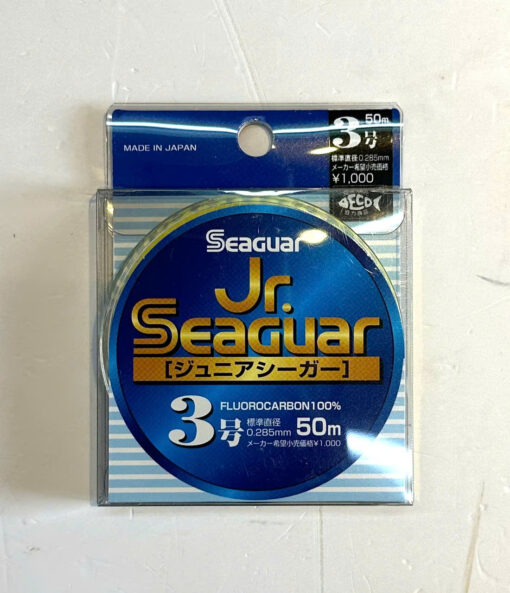 MADE IN JAPAN
50m
3号
標準直径0.285mm
メーカー希望小売価格
¥1,000
ECO
Seaguar
Jr.
Seaguar
[ジュニアシーガー]
FLUOROCARBON100%
3号
標準直径
0.285mm 50m
メーカー希望小売価格¥1,000